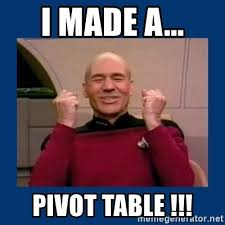 I MADE A...
PIVOT TABLE !!!
memegenerator.net